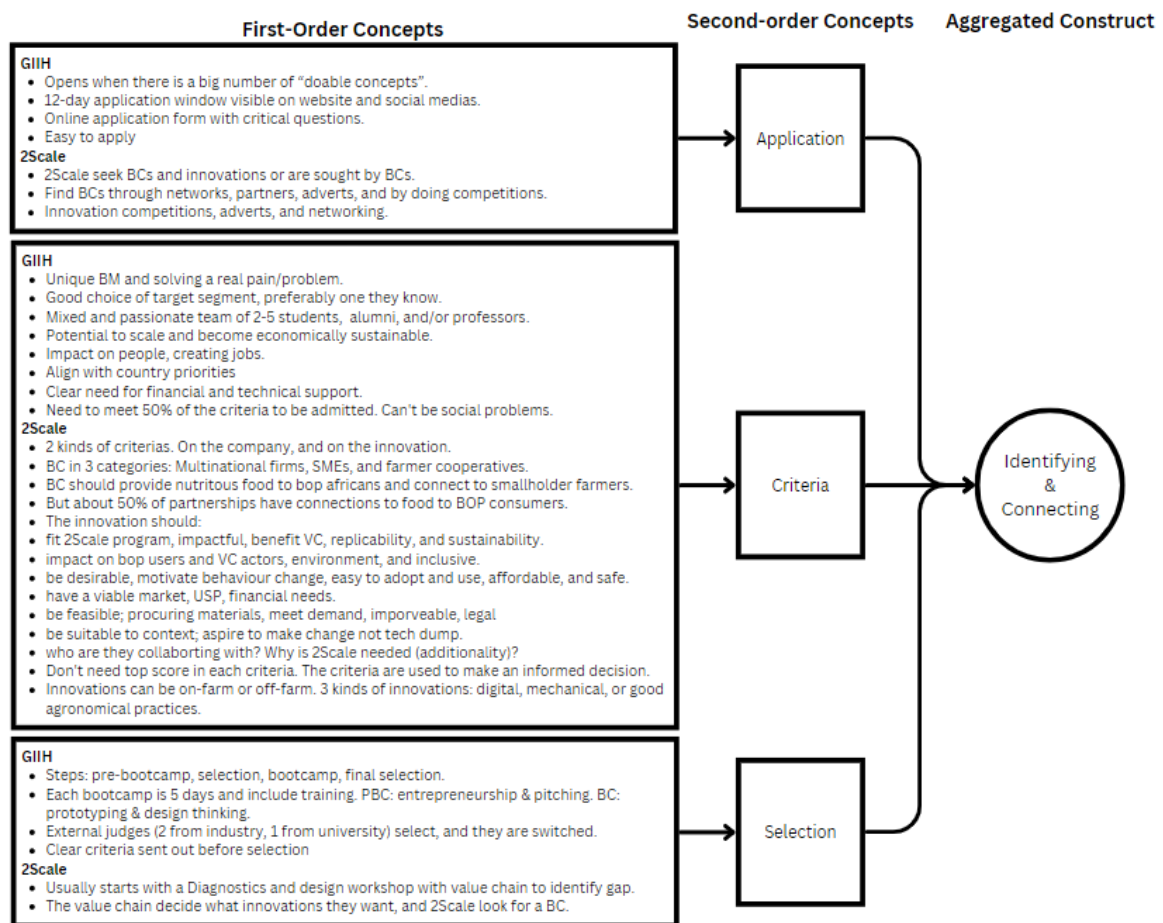 First-Order Concepts
Second-order Concepts
Aggregated Construct
GIIH
• Opens when there is a big number of “doable concepts”.
• 12-day application window visible on website and social medias.
• Online application form with critical questions.
• Easy to apply
2Scale
• 2Scale seek BCs and innovations or are sought by BCs.
• Find BCs through networks, partners, adverts, and by doing competitions.
• Innovation competitions, adverts, and networking.
Application
GIIH
• Unique BM and solving a real pain/problem.
• Good choice of target segment, preferably one they know.
• Mixed and passionate team of 2-5 students, alumni, and/or professors.
• Potential to scale and become economically sustainable.
• Impact on people, creating jobs.
• Align with country priorities
• Clear need for financial and technical support.
• Need to meet 50% of the criteria to be admitted. Can't be social problems.
2Scale
• 2 kinds of criterias. On the company, and on the innovation.
• BC in 3 categories: Multinational firms, SMEs, and farmer cooperatives.
• BC should provide nutritous food to bop africans and connect to smallholder farmers.
• But about 50% of partnerships have connections to food to BOP consumers.
• The innovation should:
• fit 2Scale program, impactful, benefit VC, replicability, and sustainability.
• impact on bop users and VC actors, environment, and inclusive.
• be desirable, motivate behaviour change, easy to adopt and use, affordable, and safe.
• have a viable market, USP, financial needs.
• be feasible; procuring materials, meet demand, imporveable, legal
• be suitable to context; aspire to make change not tech dump.
• who are they collaborting with? Why is 2Scale needed (additionality)?
• Don't need top score in each criteria. The criteria are used to make an informed decision.
• Innovations can be on-farm or off-farm. 3 kinds of innovations: digital, mechanical, or good
agronomical practices.
Criteria
Identifying
&
Connecting
GIIH
• Steps: pre-bootcamp, selection, bootcamp, final selection.
• Each bootcamp is 5 days and include training. PBC: entrepreneurship & pitching. BC:
prototyping & design thinking.
• External judges (2 from industry, 1 from university) select, and they are switched.
• Clear criteria sent out before selection
2Scale
• Usually starts with a Diagnostics and design workshop with value chain to identify gap.
• The value chain decide what innovations they want, and 2Scale look for a BC.
Selection